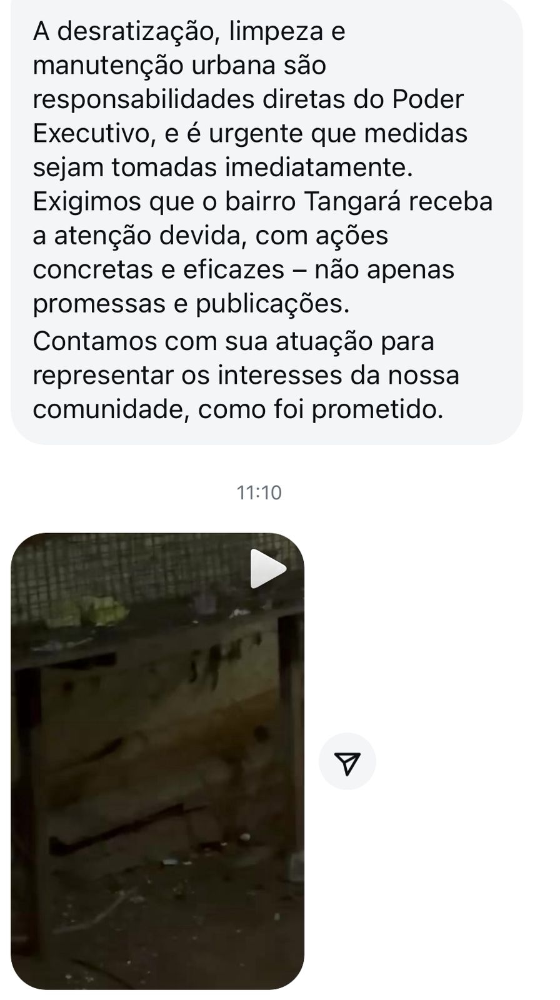 A desratização, limpeza e
manutenção urbana são
responsabilidades diretas do Poder
Executivo, e é urgente que medidas
sejam tomadas imediatamente.
Exigimos que o bairro Tangará receba
a atenção devida, com ações
concretas e eficazes – não apenas
promessas e publicações.
Contamos com sua atuação para
representar os interesses da nossa
comunidade, como foi prometido.
11:10